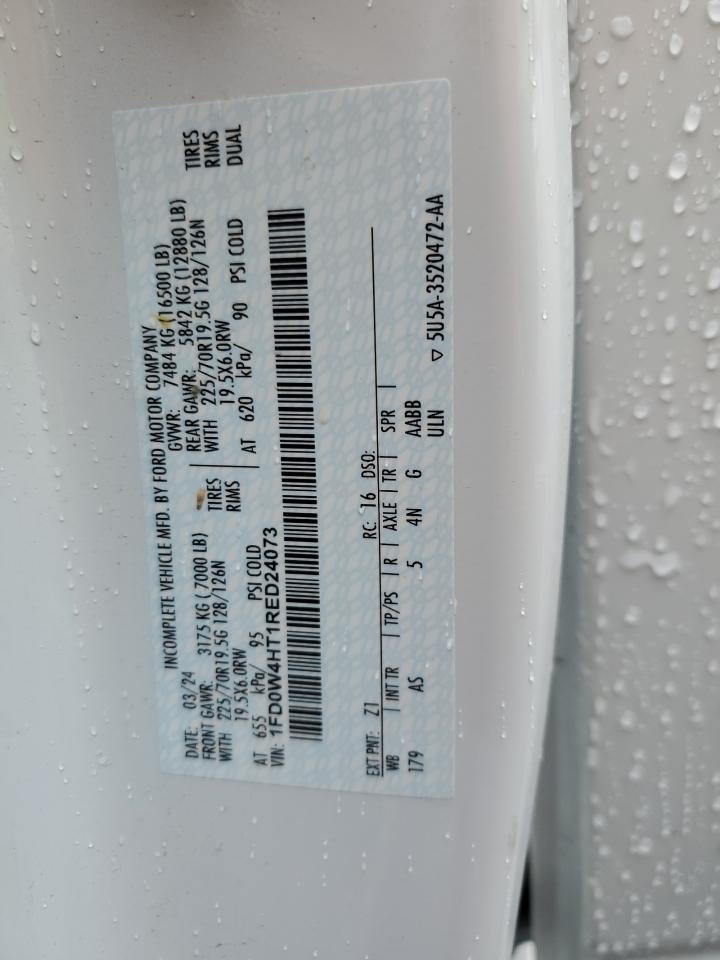 INCOMPLETE VEHICLE MFD. BY FORD MOTOR COMPANY
DATE: 03/24 GVWR: 7484 KG (16500 LB)
FRONT GAWR: 3175 KG ( 7000 LB) REAR GAWR: 5842 KG (12880 LB)
WITH 225/70R19.5G 128/126N TIRES WITH 225/70R19.5G 128/126N TIRES
19.5X6.0RW RIMS 19.5X6.0RW RIMS
AT 655 kPa/ 95 PSI COLD AT 620 kPa/ 90 PSI COLD DUAL
VIN: 1FD0W4HT1RED24073
EXT PNT: Z1 RC: 16 DSO:
WB | INT TR | TP/PS | R | AXLE | TR | SPR |
179 AS 5 4N G AABB
ULN
▽ 5U5A-3520472-AA